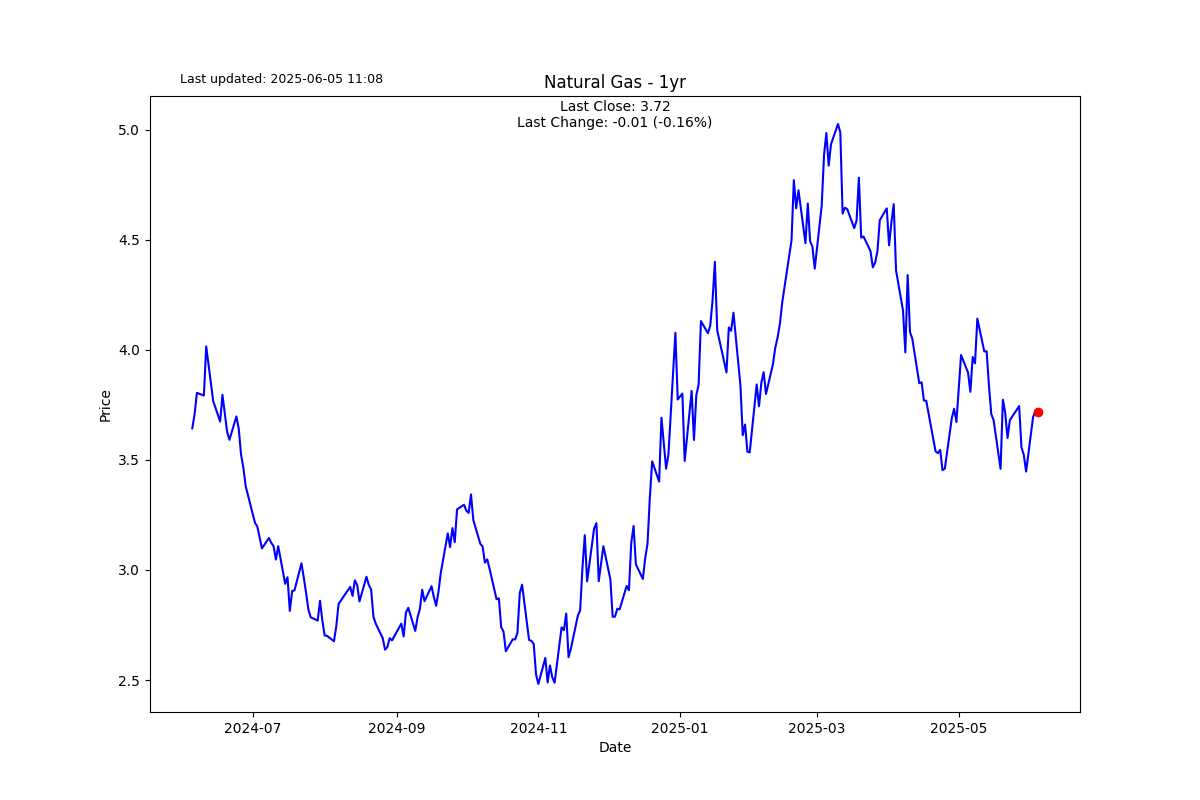 Last updated: 2025-06-05 11:08
Natural Gas - 1yr
Last Close: 3.72
Last Change: -0.01 (-0.16%)
Price
5.0
4.5
4.0
3.5
3.0
2.5
2024-07
2024-09
2024-11
2025-01
2025-03
2025-05
Date